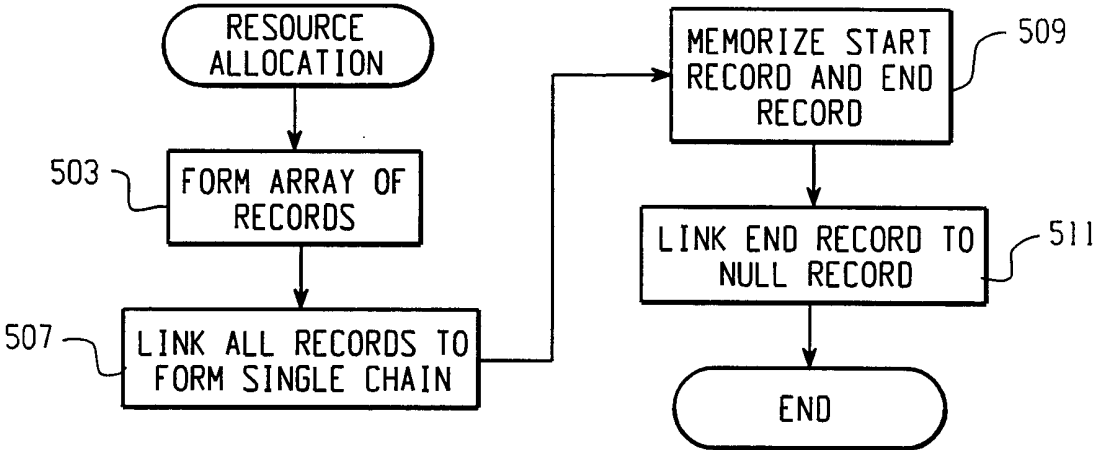 RESOURCE
ALLOCATION
503
FORM ARRAY OF
RECORDS
507
LINK ALL RECORDS TO
FORM SINGLE CHAIN
MEMORIZE START
RECORD AND END
RECORD
509
LINK END RECORD TO
NULL RECORD
511
END